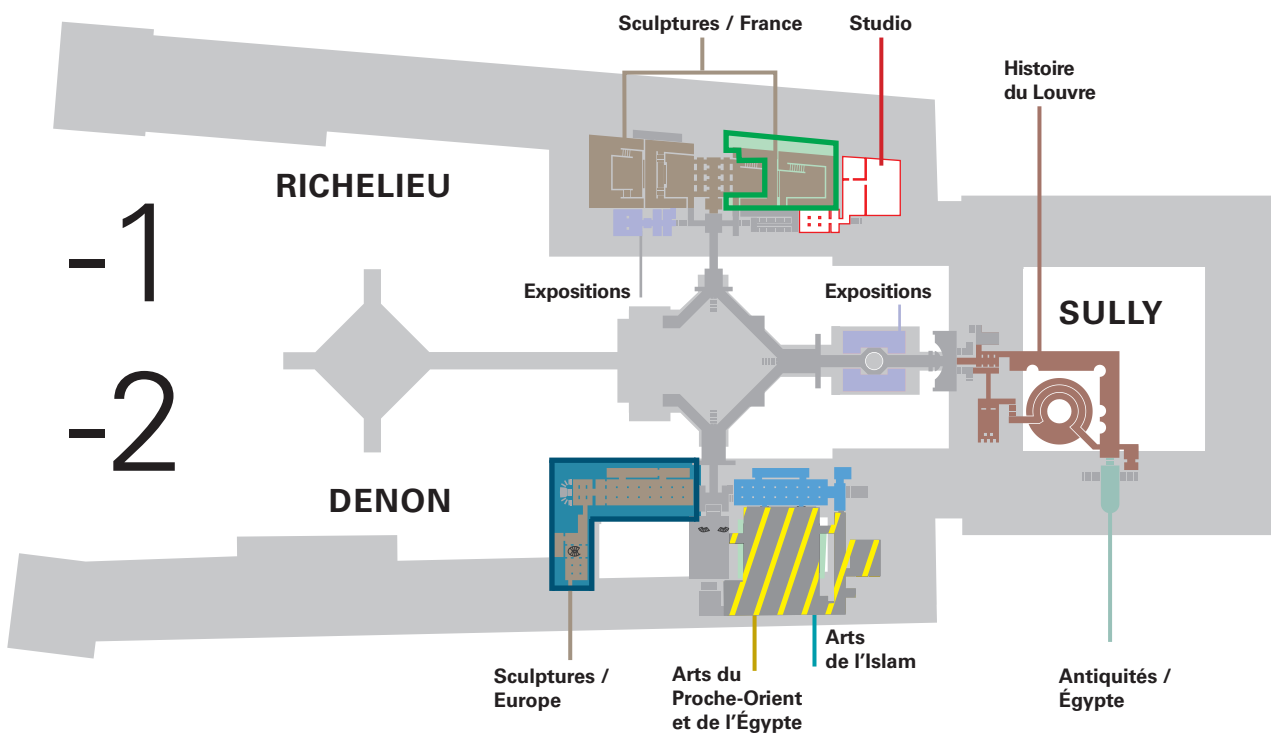 Sculptures / France
Studio
Histoire
du Louvre
RICHELIEU
-1
Expositions
Expositions
SULLY
-2
DENON
Sculptures /
Europe
Arts du
Proche-Orient
et de l’Égypte
Arts
de l’Islam
Antiquités /
Égypte